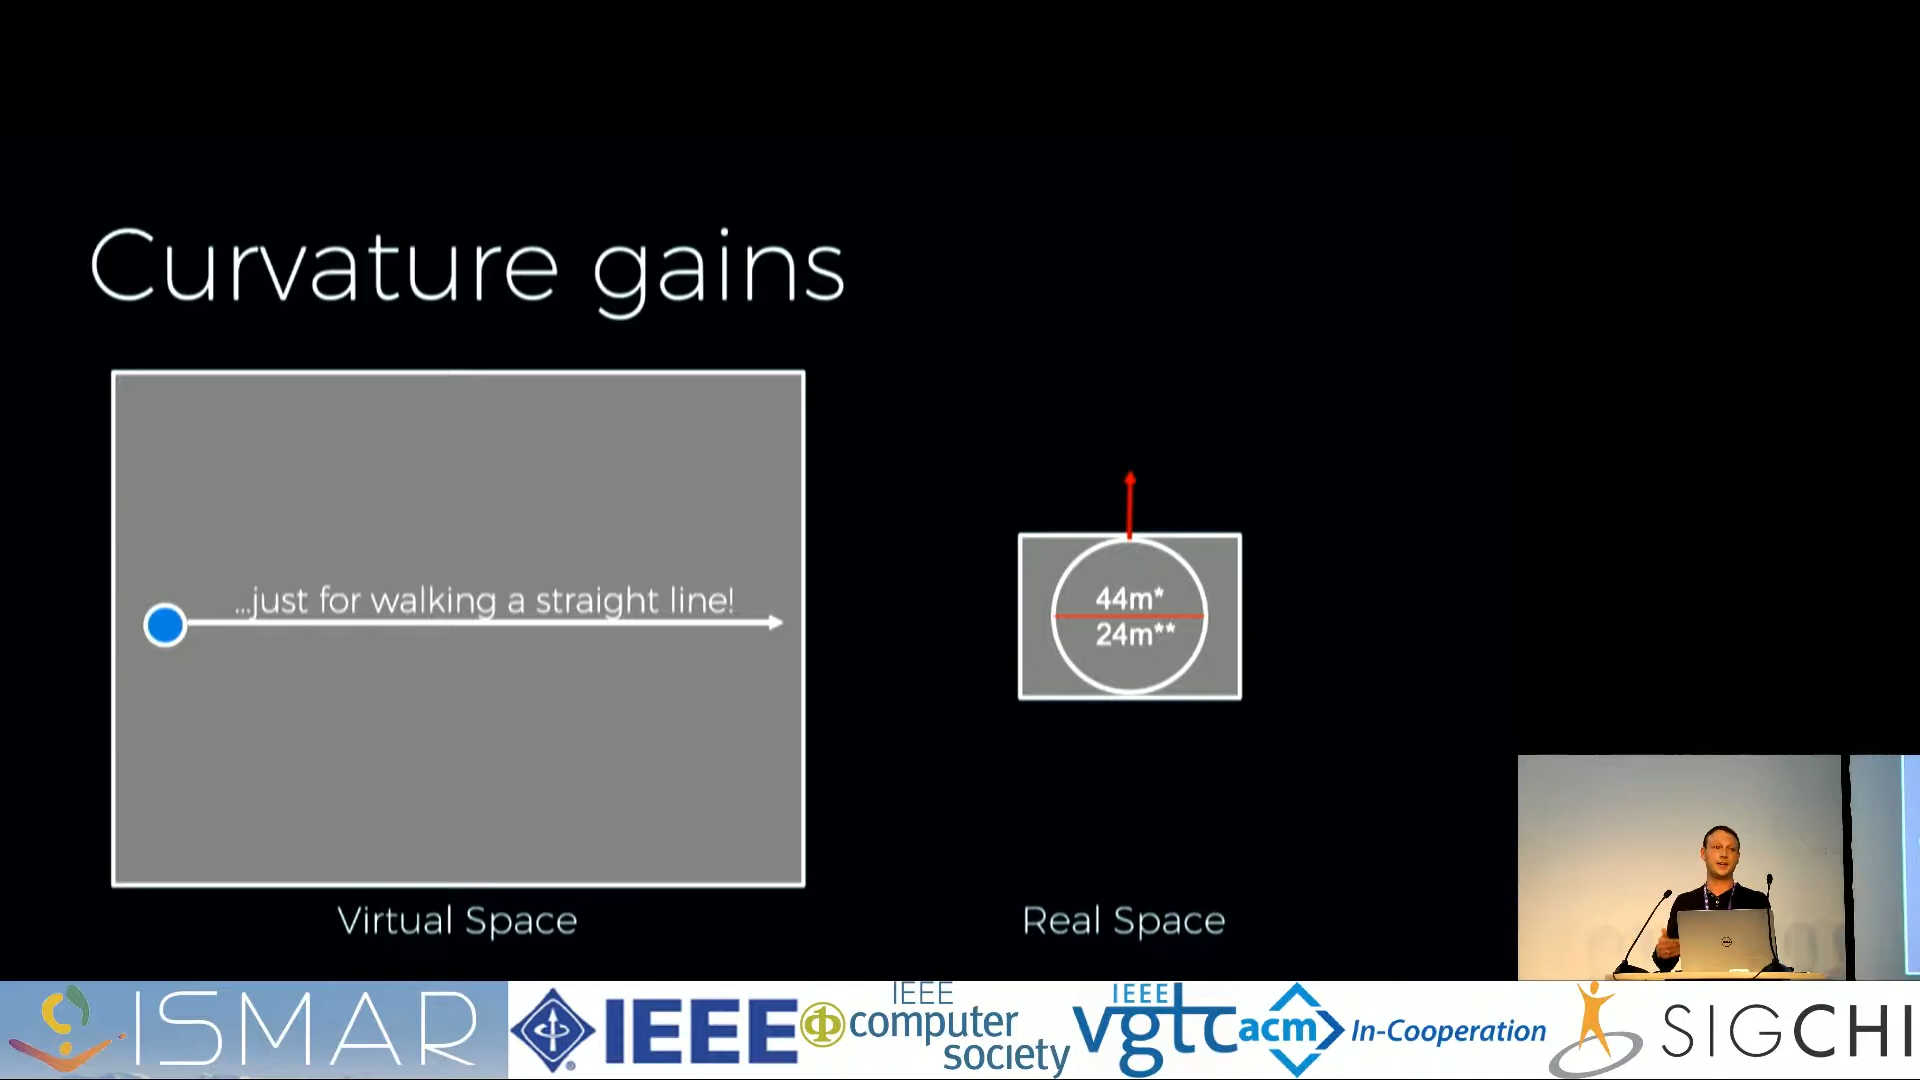 Curvature gains
...just for walking a straight line!
44m*
24m**
Virtual Space
Real Space
ISMAR
IEEE
IEEE
computer
society
IEEE
vgtc
acm
In-Cooperation
SIGCHI